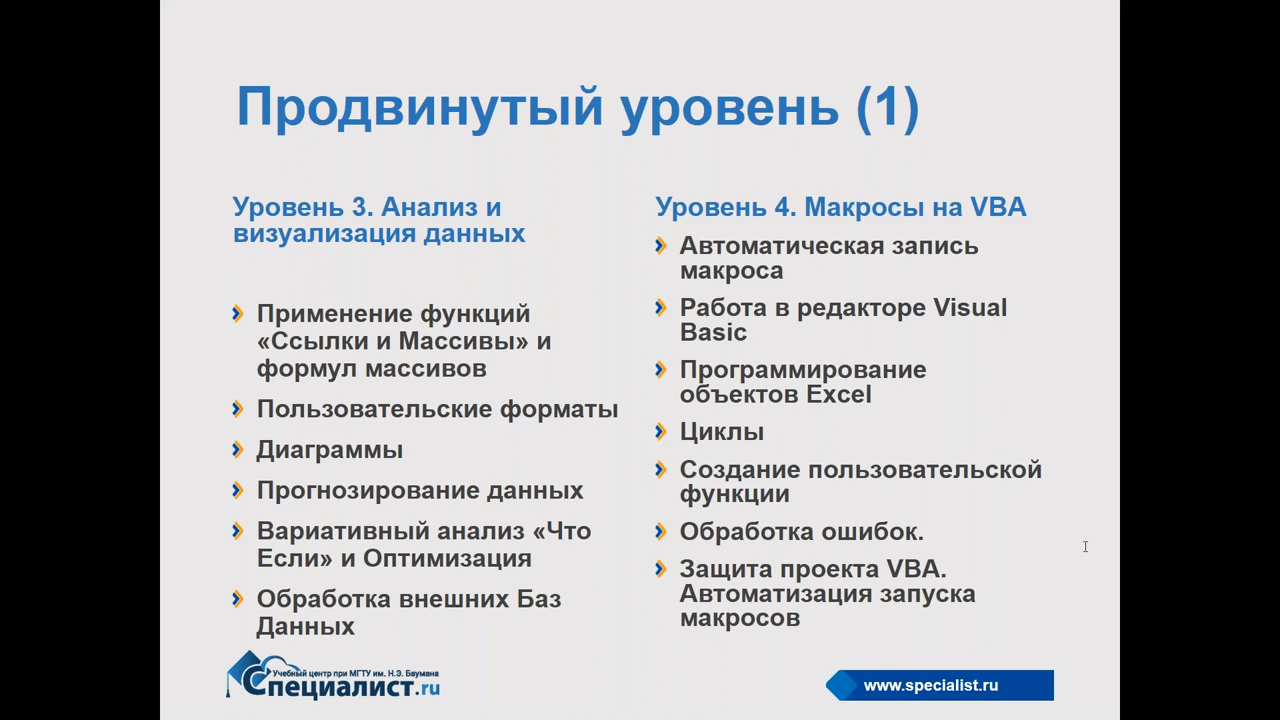 Продвинутый уровень (1)
Уровень 3. Анализ и
визуализация данных
Применение функций
«Ссылки и Массивы» и
формул массивов
Пользовательские форматы
Диаграммы
Прогнозирование данных
Вариативный анализ «Что
Если» и Оптимизация
Обработка внешних Баз
Данных
Уровень 4. Макросы на VBA
Автоматическая запись
макроса
Работа в редакторе Visual
Basic
Программирование
объектов Excel
Циклы
Создание пользовательской
функции
Обработка ошибок.
Защита проекта VBA.
Автоматизация запуска
макросов
Учебный центр при МГТУ им. Н.Э. Баумана
Специалист.ru
www.specialist.ru